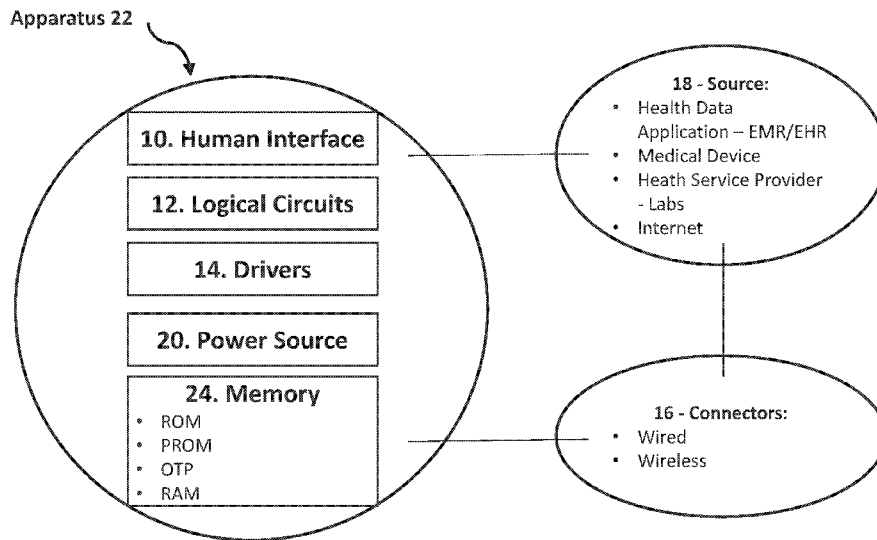 Apparatus 22
10. Human Interface
12. Logical Circuits
14. Drivers
20. Power Source
24. Memory
• ROM
• PROM
• OTP
• RAM
18 - Source:
• Health Data
Application – EMR/EHR
• Medical Device
• Heath Service Provider
- Labs
• Internet
16 - Connectors:
• Wired
• Wireless